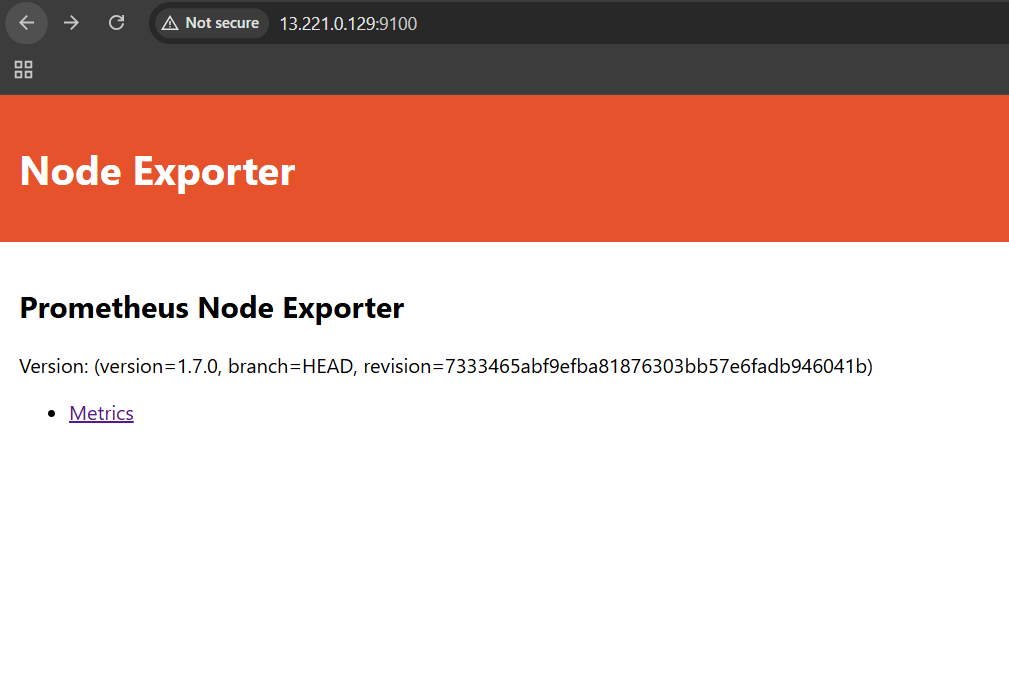 Not secure 13.221.0.129:9100
Node Exporter
Prometheus Node Exporter
Version: (version=1.7.0, branch=HEAD, revision=7333465abf9efba81876303bb57e6fadb946041b)
Metrics